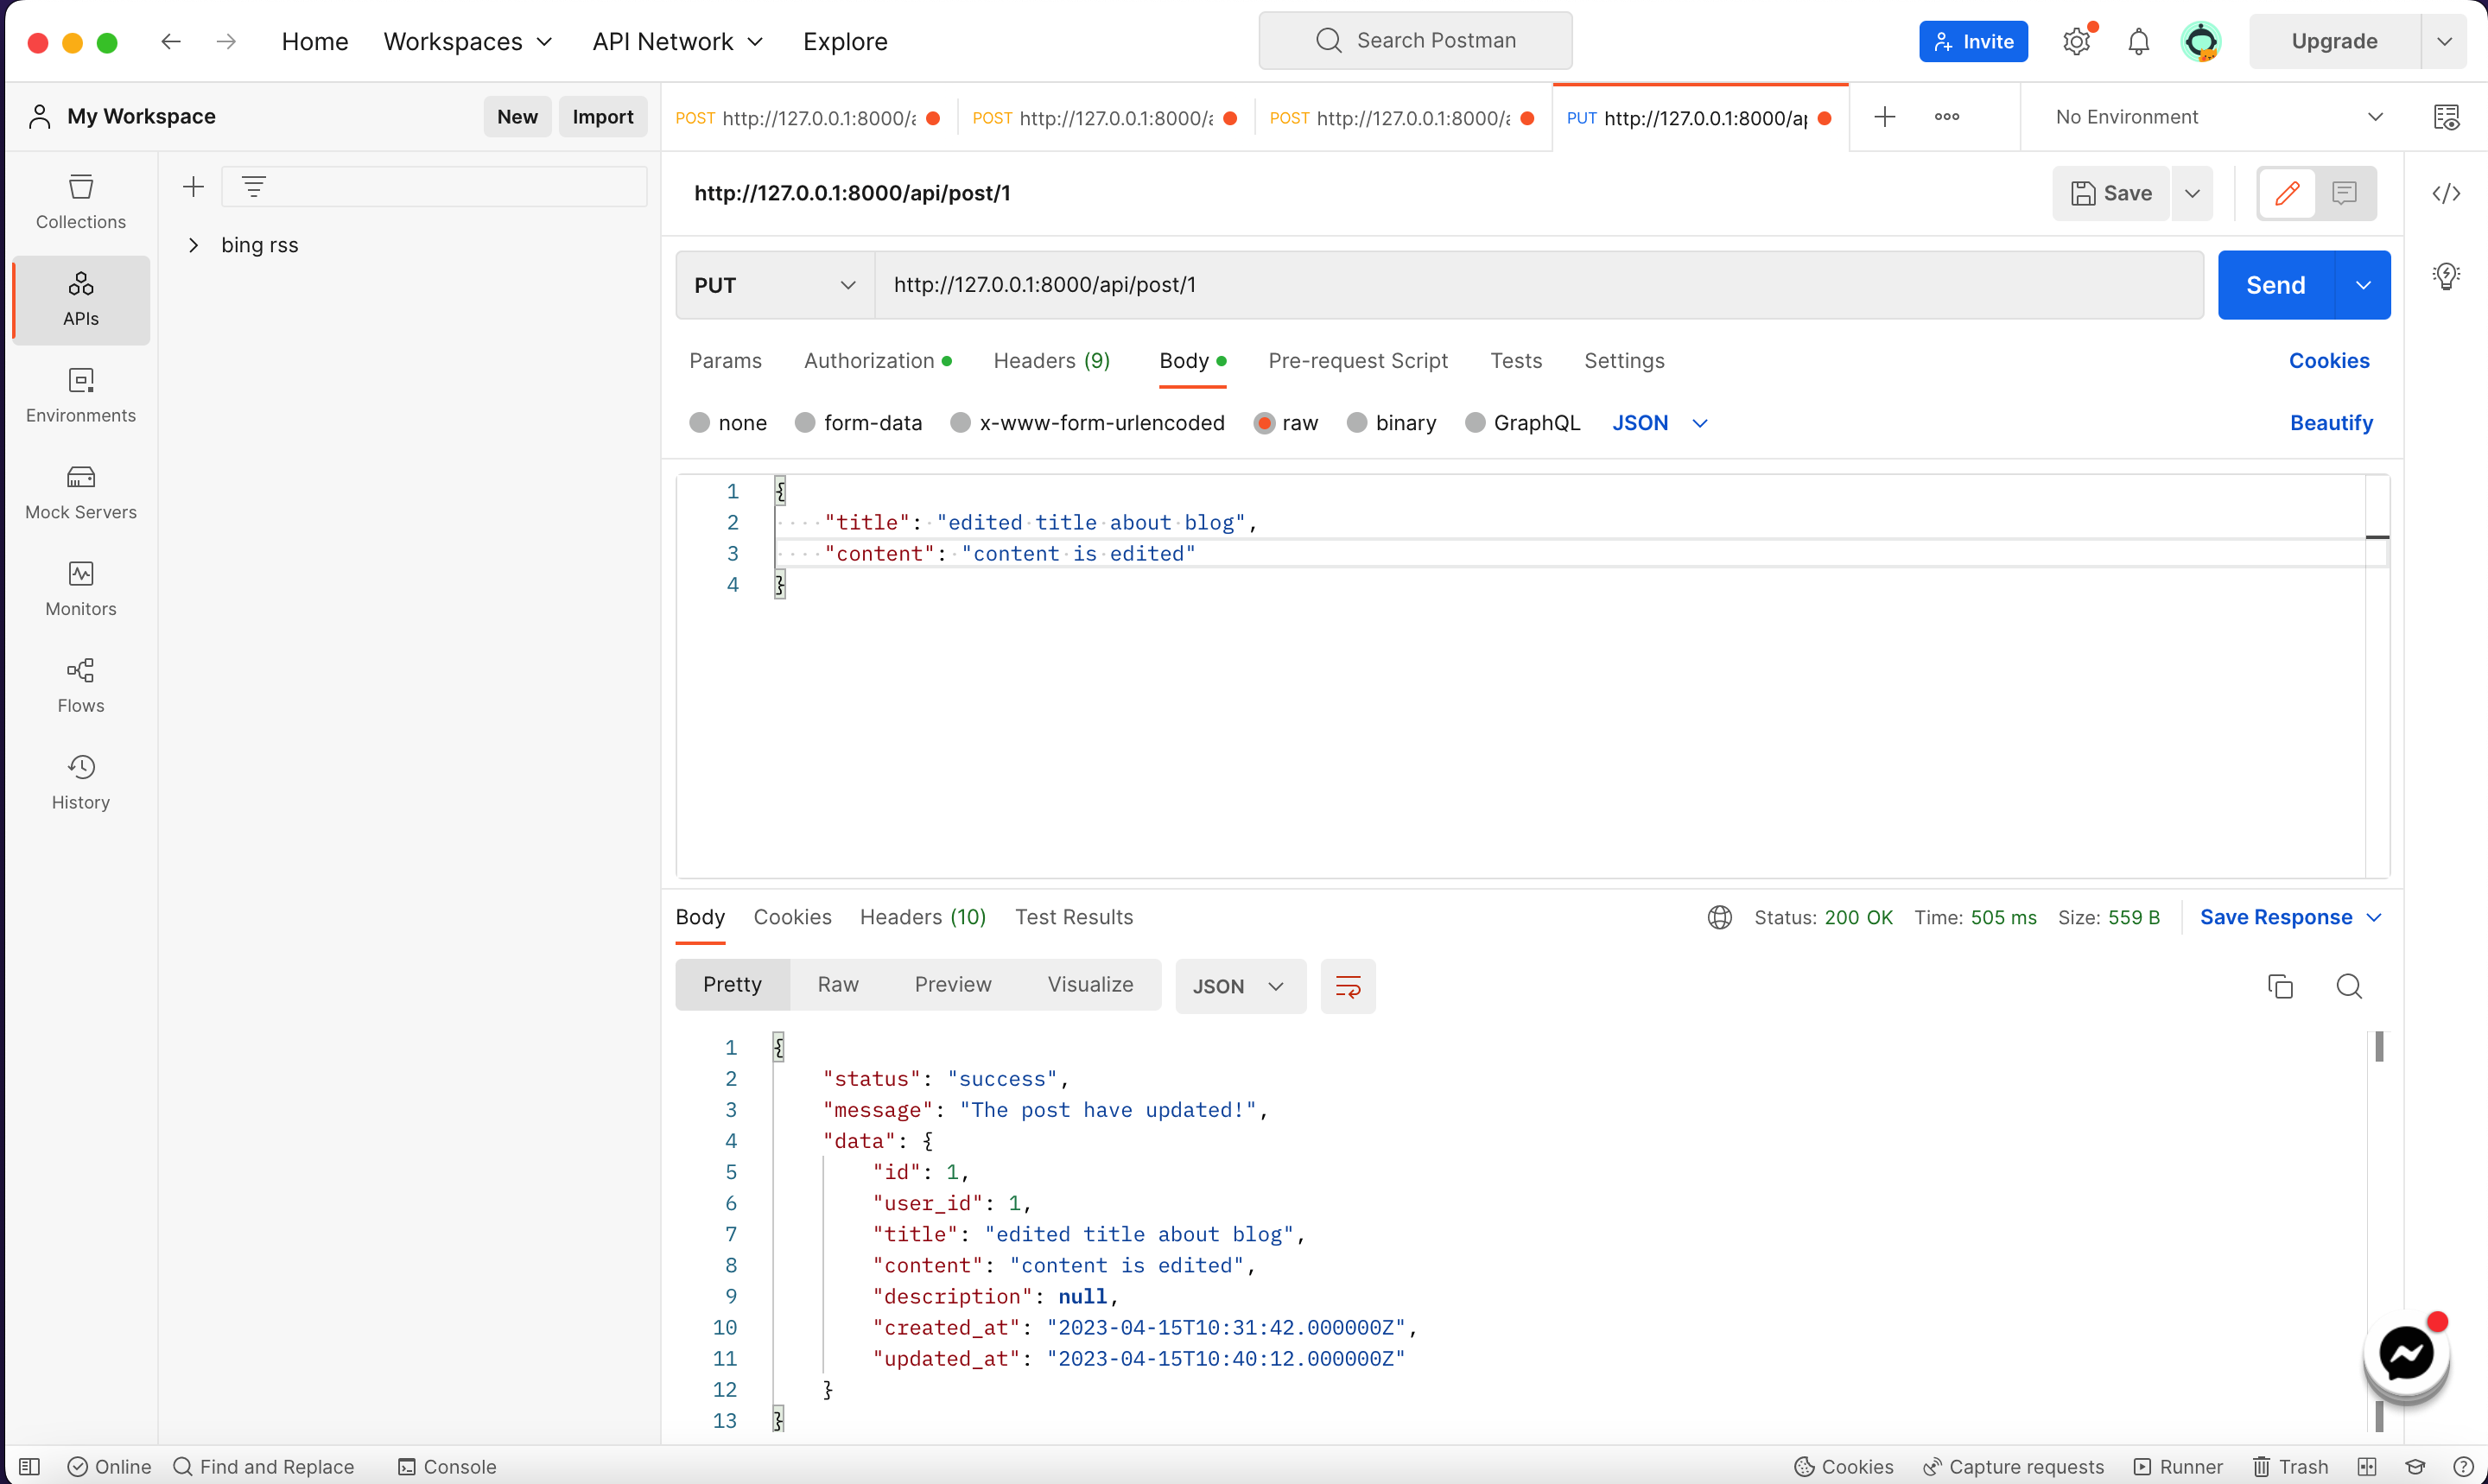 Home Workspaces API Network Explore Search Postman Invite Upgrade
My Workspace New Import
POST http://127.0.0.1:8000/ POST http://127.0.0.1:8000/ POST http://127.0.0.1:8000/ PUT http://127.0.0.1:8000/ap No Environment
Collections
APIs
Environments
Mock Servers
Monitors
Flows
History
bing rss
http://127.0.0.1:8000/api/post/1 Save
PUT http://127.0.0.1:8000/api/post/1 Send
Params Authorization Headers (9) Body Pre-request Script Tests Settings Cookies
none form-data x-www-form-urlencoded raw binary GraphQL JSON Beautify
1 {
2 "title": "edited title about blog",
3 "content": "content is edited"
4 }
Body Cookies Headers (10) Test Results Status: 200 OK Time: 505 ms Size: 559 B Save Response
Pretty Raw Preview Visualize JSON
1 {
2 "status": "success",
3 "message": "The post have updated!",
4 "data": {
5 "id": 1,
6 "user_id": 1,
7 "title": "edited title about blog",
8 "content": "content is edited",
9 "description": null,
10 "created_at": "2023-04-15T10:31:42.000000Z",
11 "updated_at": "2023-04-15T10:40:12.000000Z"
12 }
13 }
Online Find and Replace Console Cookies Capture requests Runner Trash